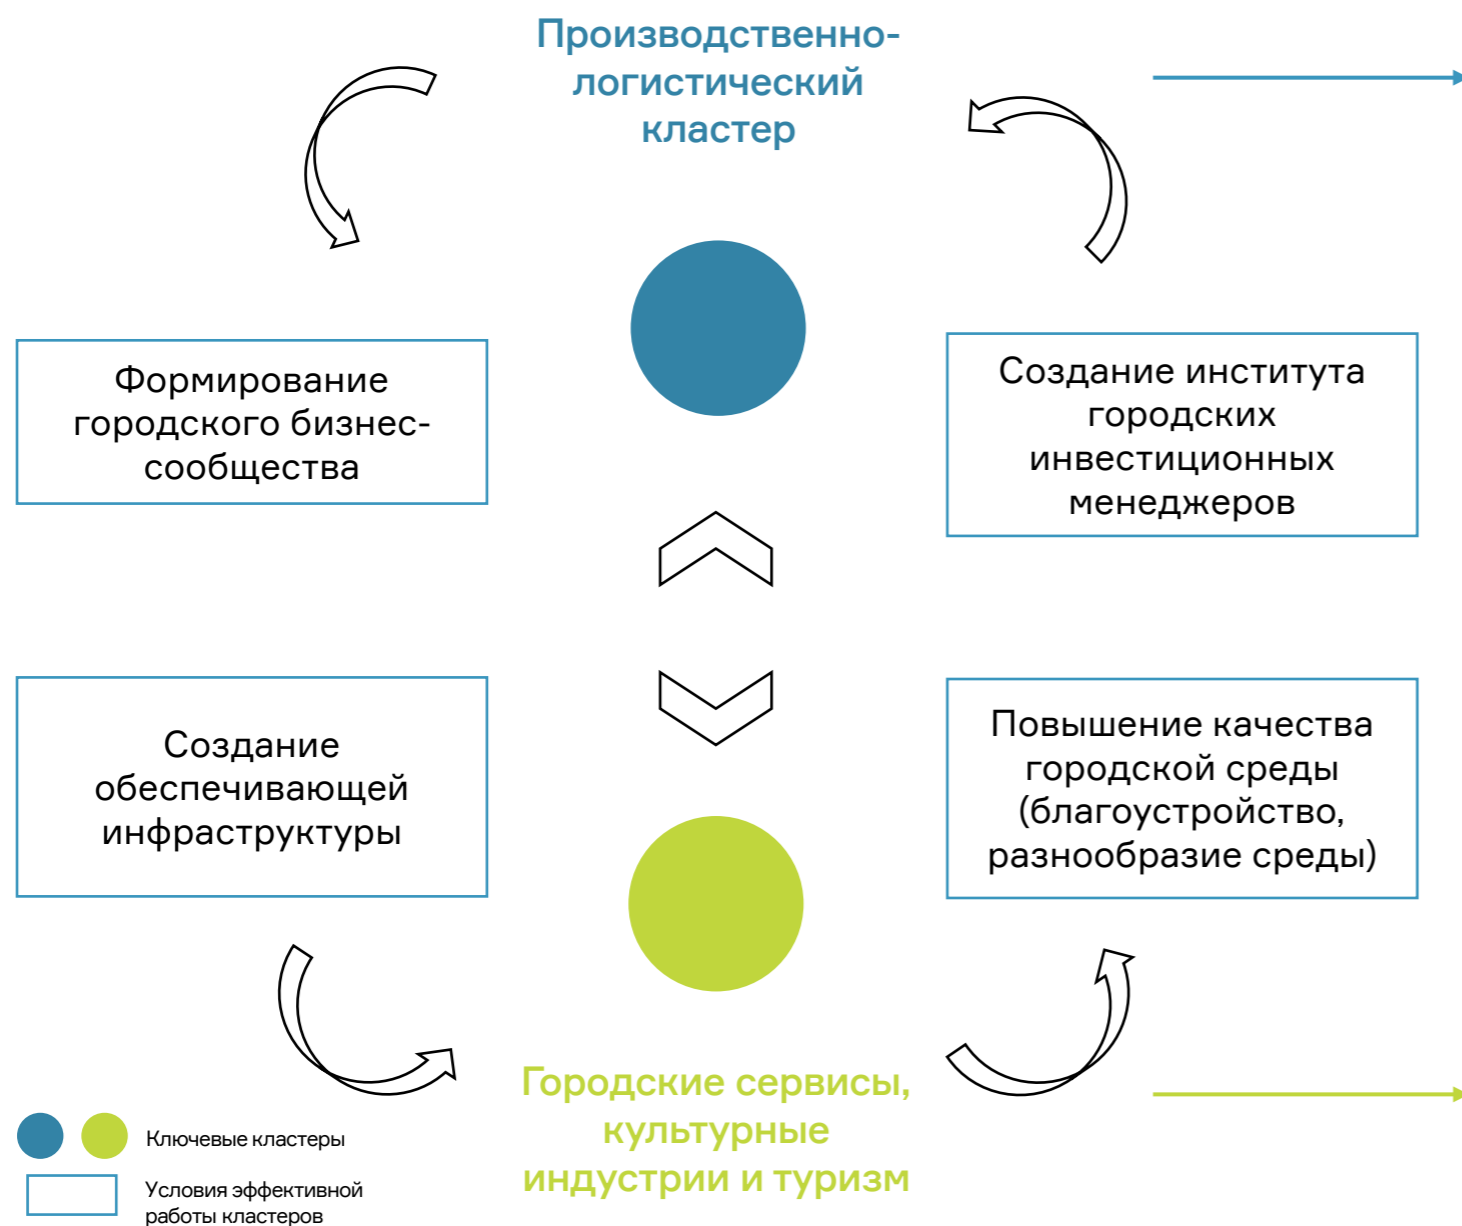 Производственно-
логистический
кластер
Формирование
городского бизнес-
сообщества
Создание института
городских
инвестиционных
менеджеров
Создание
обеспечивающей
инфраструктуры
Повышение качества
городской среды
(благоустройство,
разнообразие среды)
Городские сервисы,
культурные
индустрии и туризм
Ключевые кластеры
Условия эффективной
работы кластеров